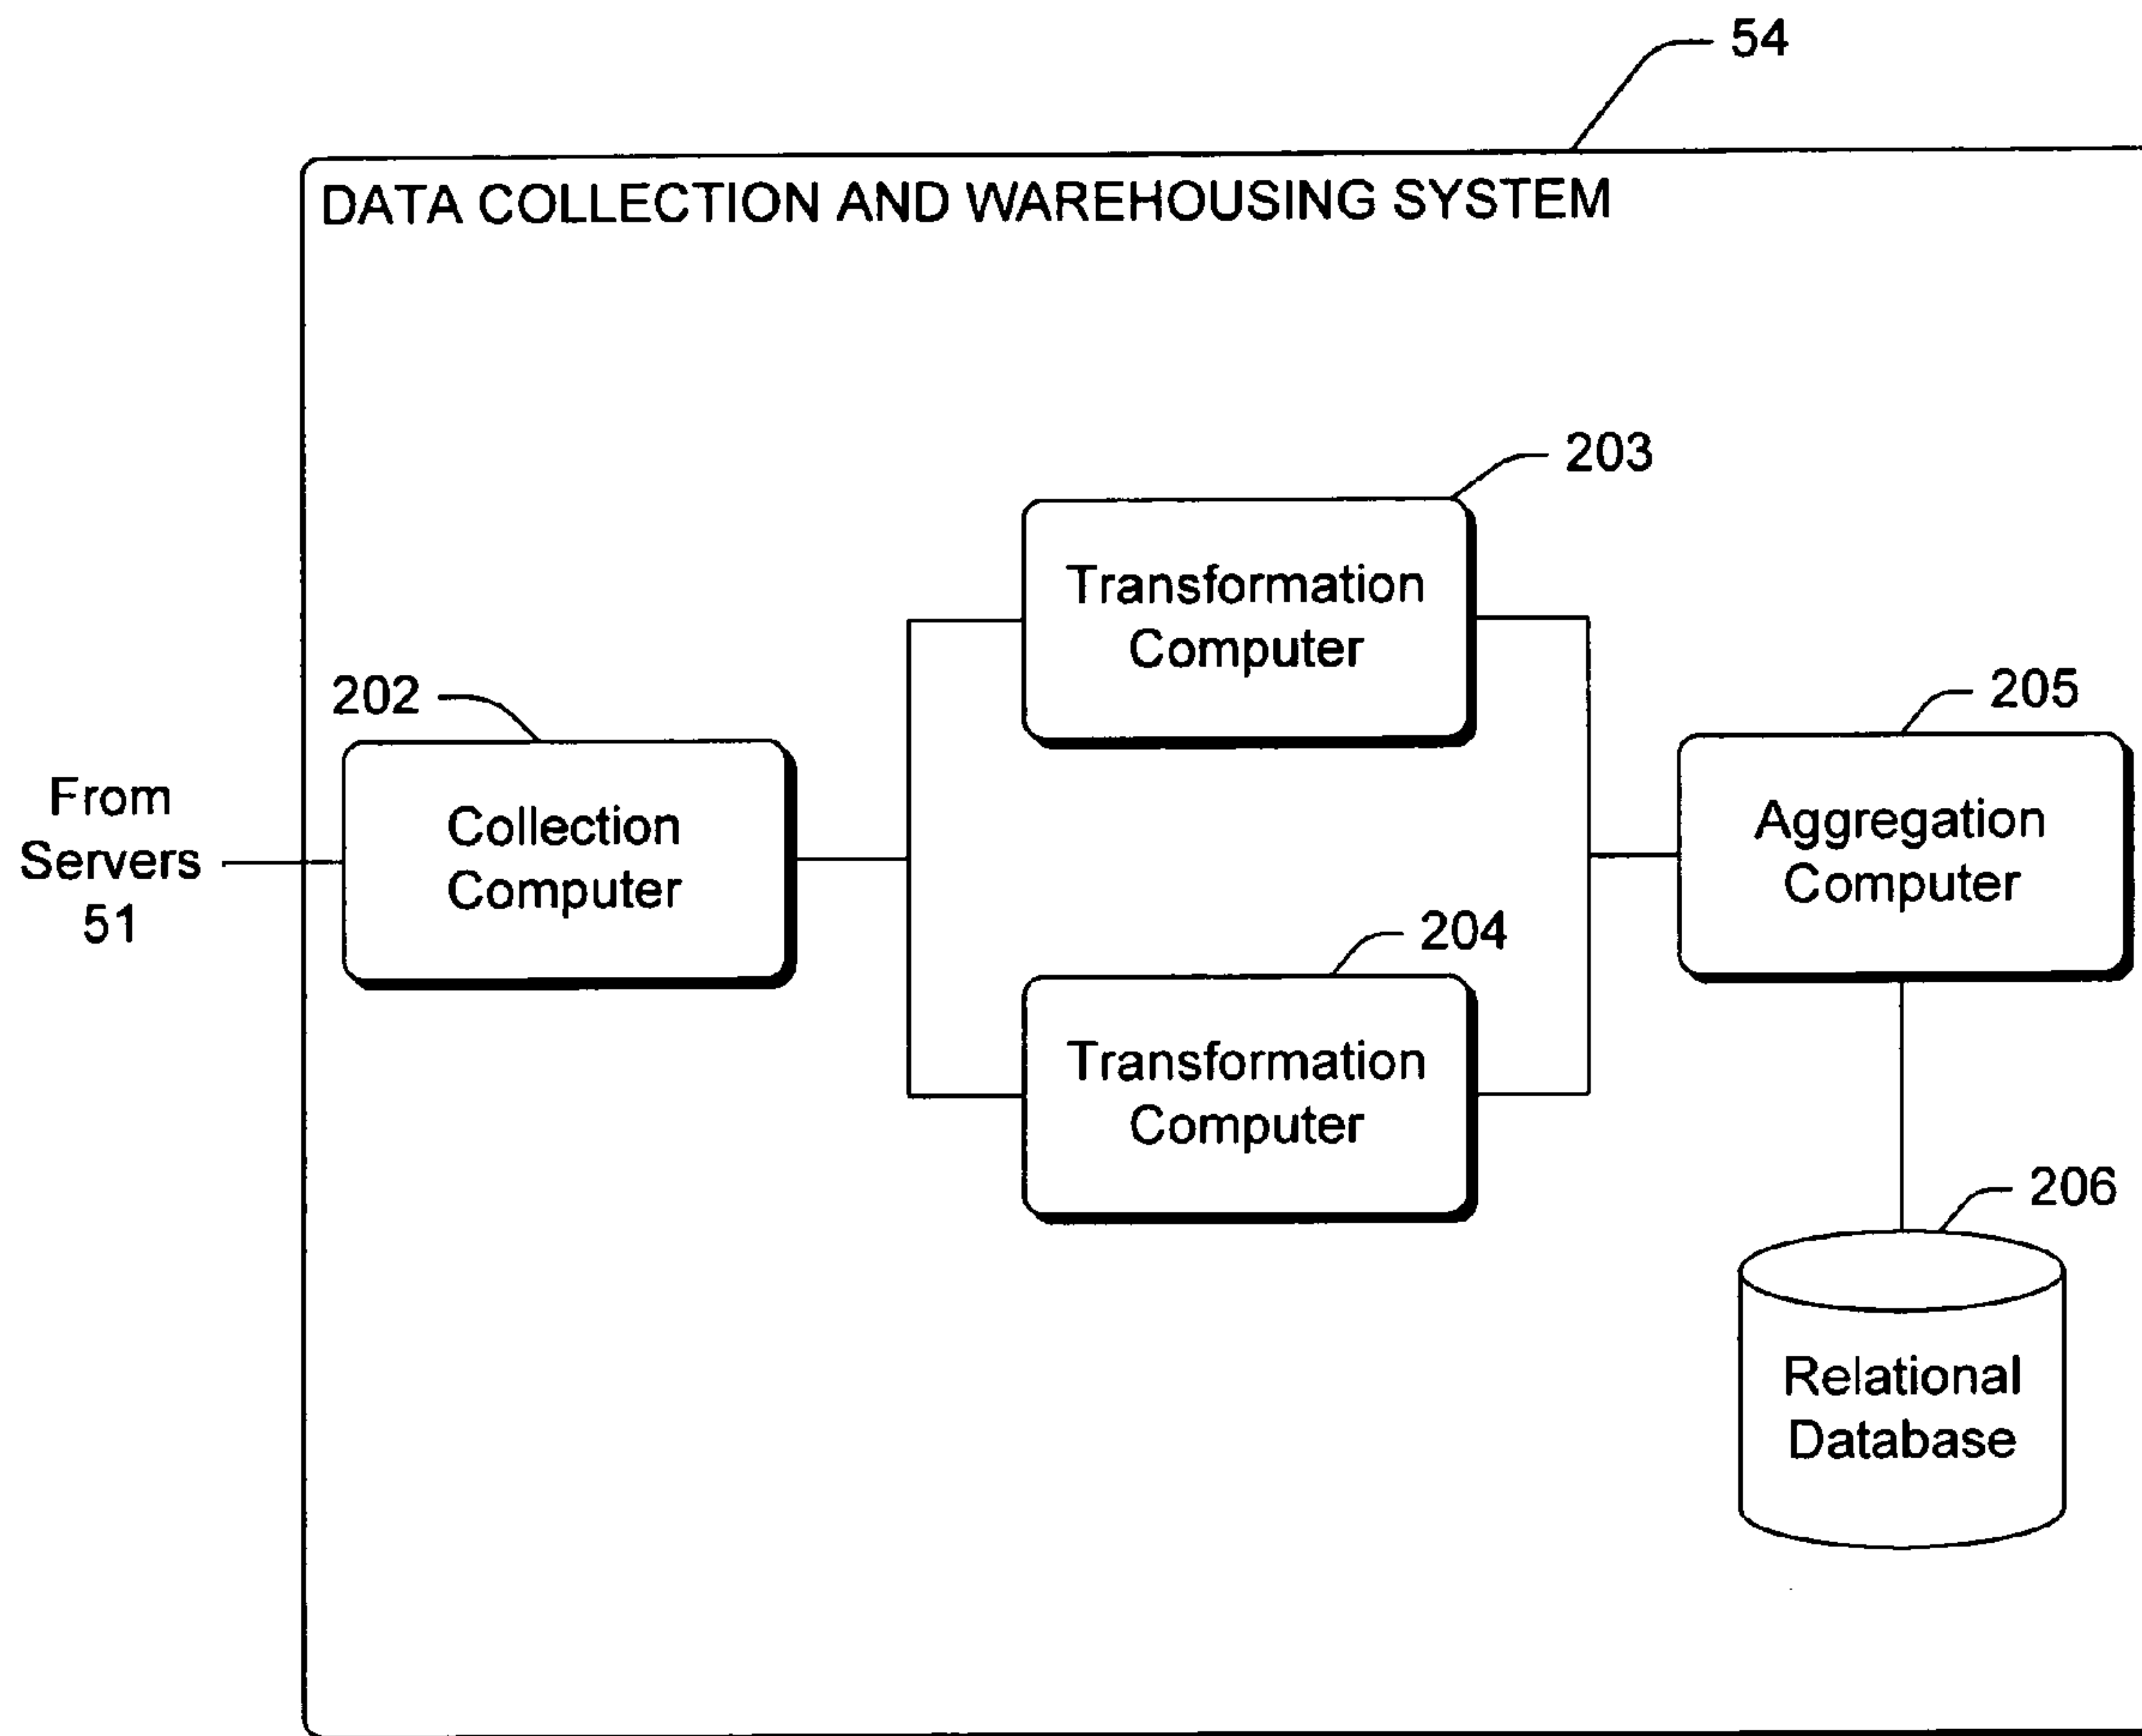 54
DATA COLLECTION AND WAREHOUSING SYSTEM
203
Transformation
Computer
202
205
From
Servers
51
Collection
Computer
Aggregation
Computer
204
Transformation
Computer
206
Relational
Database